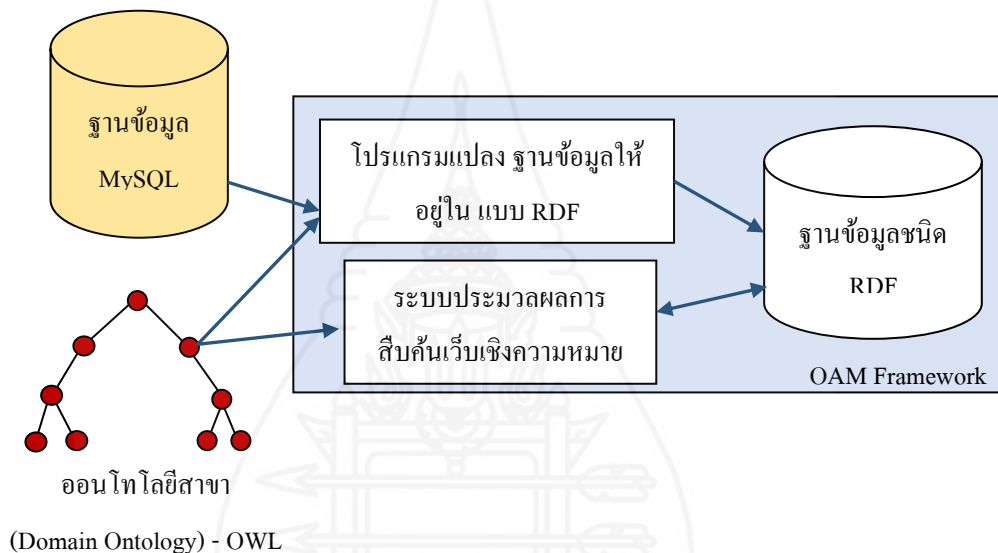 ฐานข้อมูล
MySQL
โปรแกรมแปลง ฐานข้อมูลให้
อยู่ใน แบบ RDF
ฐานข้อมูลชนิด
RDF
ระบบประมวลผลการ
สืบค้นเว็บเชิงความหมาย
OAM Framework
ออนโทโลยีสาขา
(Domain Ontology) - OWL